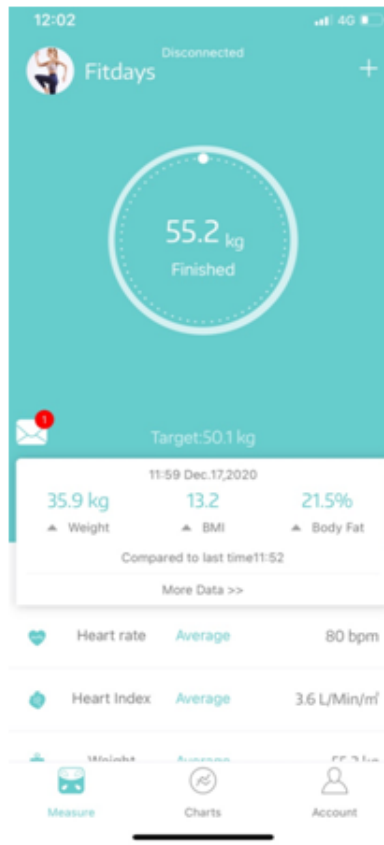 12:02 4G
Disconnected
Fitdays +
55.2 kg
Finished
1
Target:50.1 kg
11:59 Dec.17,2020
35.9 kg 13.2 21.5%
Weight BMI Body Fat
Compared to last time11:52
More Data >>
Heart rate Average 80 bpm
Heart Index Average 3.6 L/Min/㎡
Weight Average
Measure Charts Account